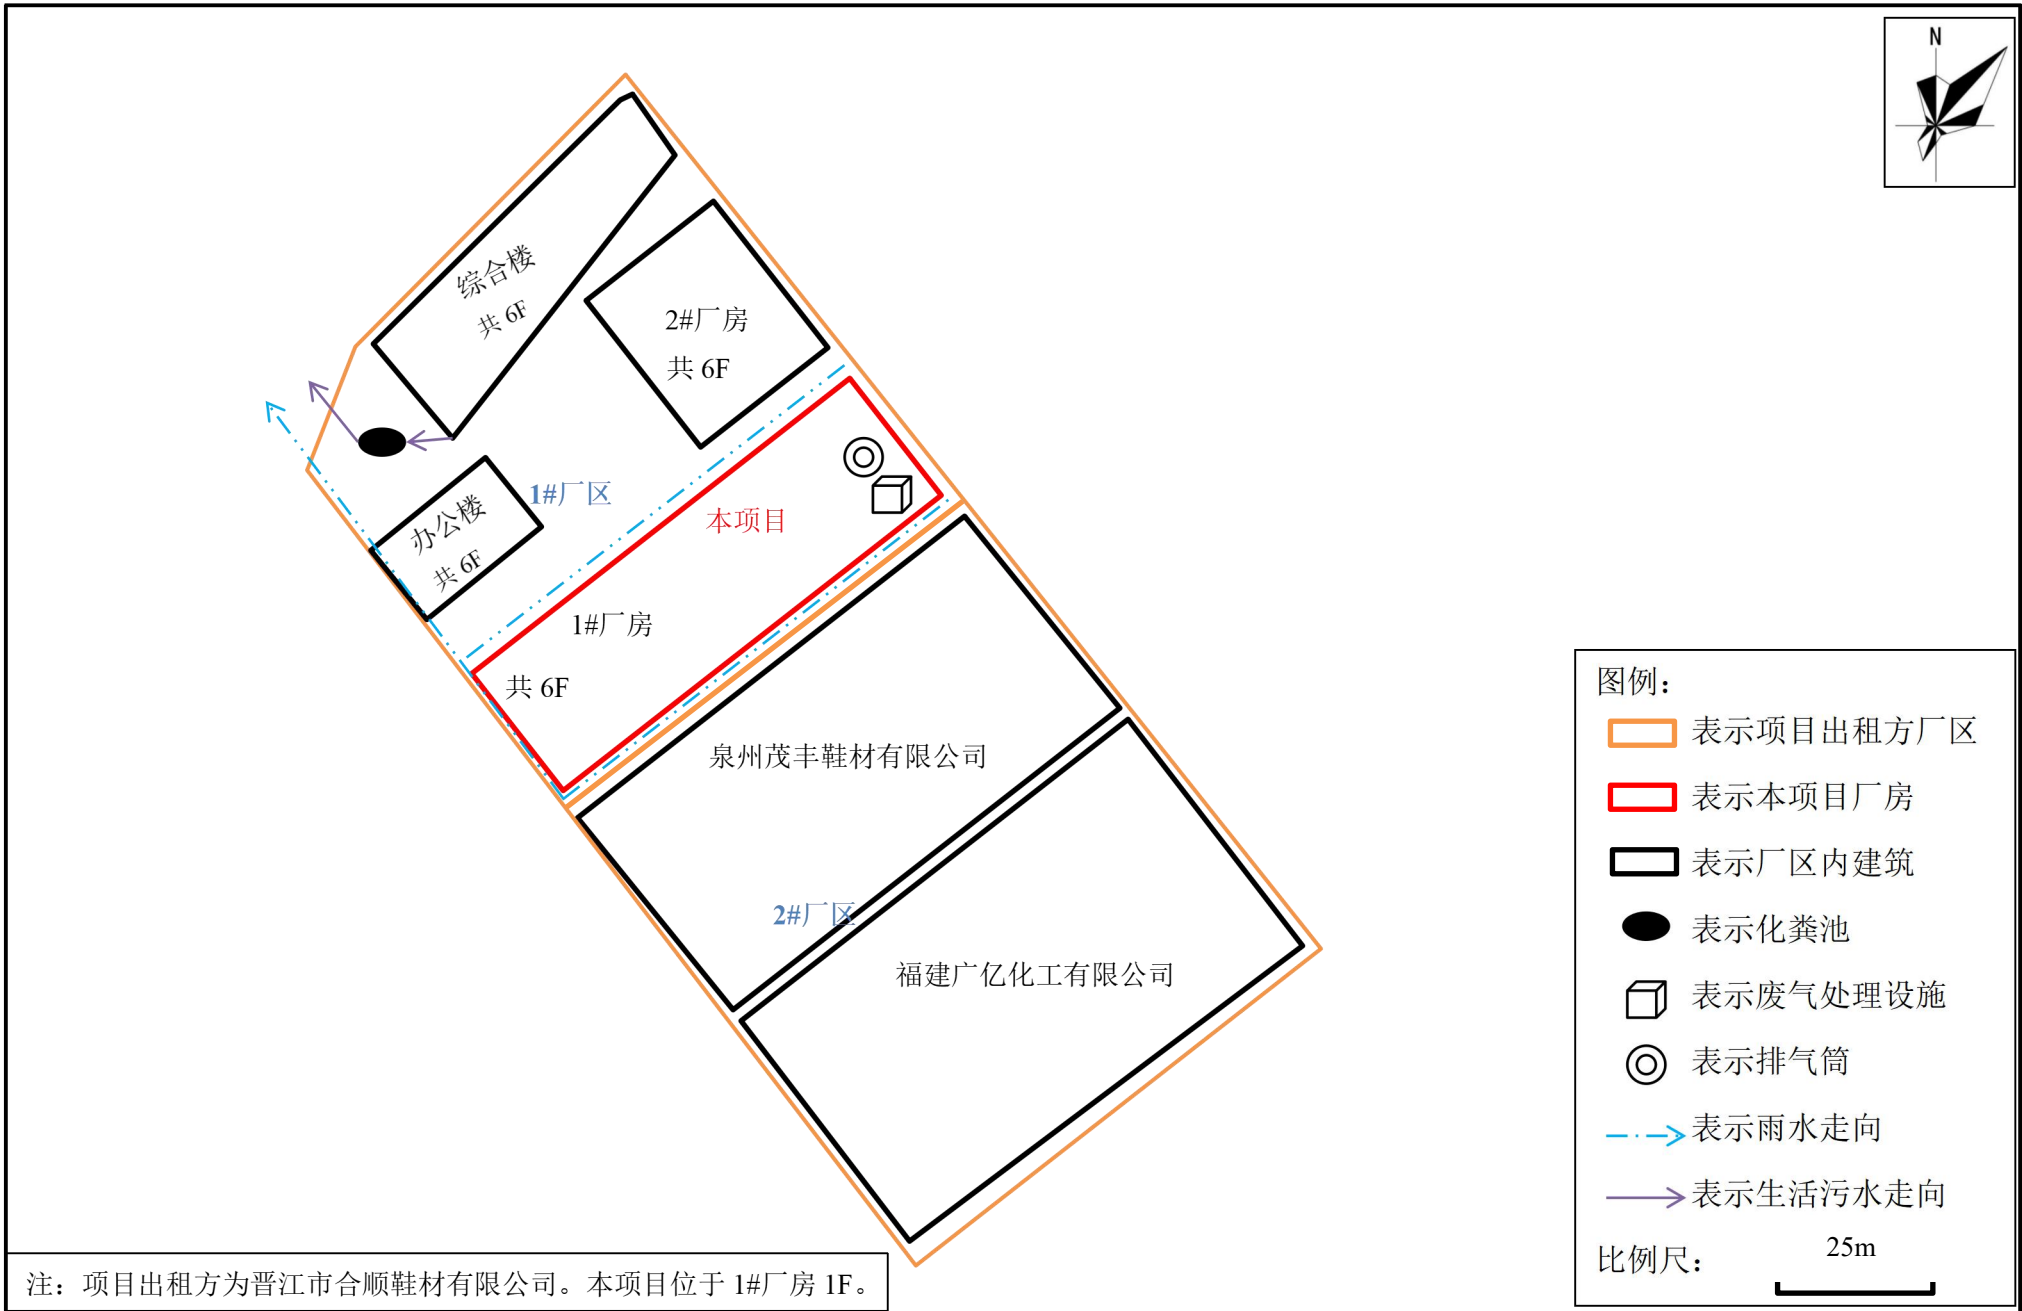 N
综合楼
共 6F
2#厂房
共 6F
1#厂区
办公楼
共 6F
本项目
1#厂房
共 6F
泉州茂丰鞋材有限公司
2#厂区
福建广亿化工有限公司
图例：
表示项目出租方厂区
表示本项目厂房
表示厂区内建筑
表示化粪池
表示废气处理设施
表示排气筒
表示雨水走向
表示生活污水走向
比例尺：
25m
注：项目出租方为晋江市合顺鞋材有限公司。本项目位于 1#厂房 1F。